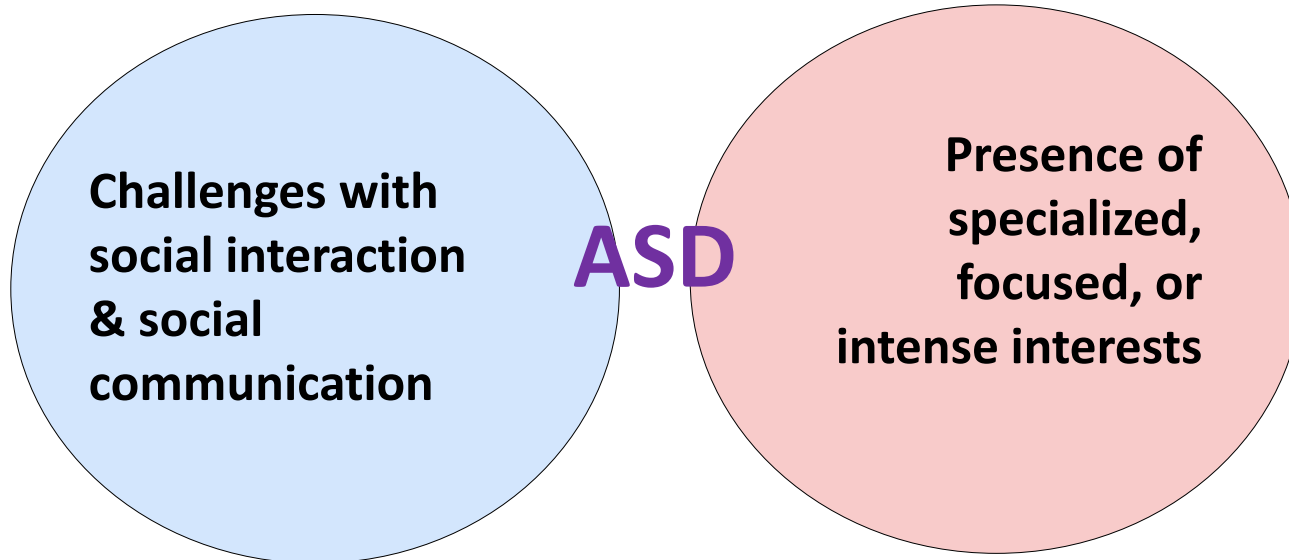 Challenges with
social interaction
& social
communication
ASD
Presence of
specialized,
focused, or
intense interests